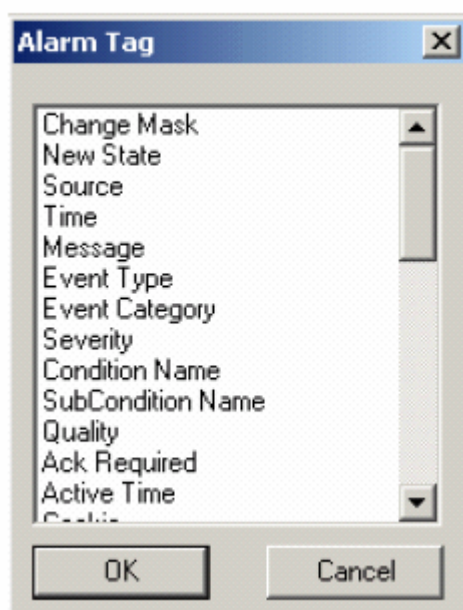 Alarm Tag
Change Mask
New State
Source
Time
Message
Event Type
Event Category
Severity
Condition Name
SubCondition Name
Quality
Ack Required
Active Time
OK
Cancel